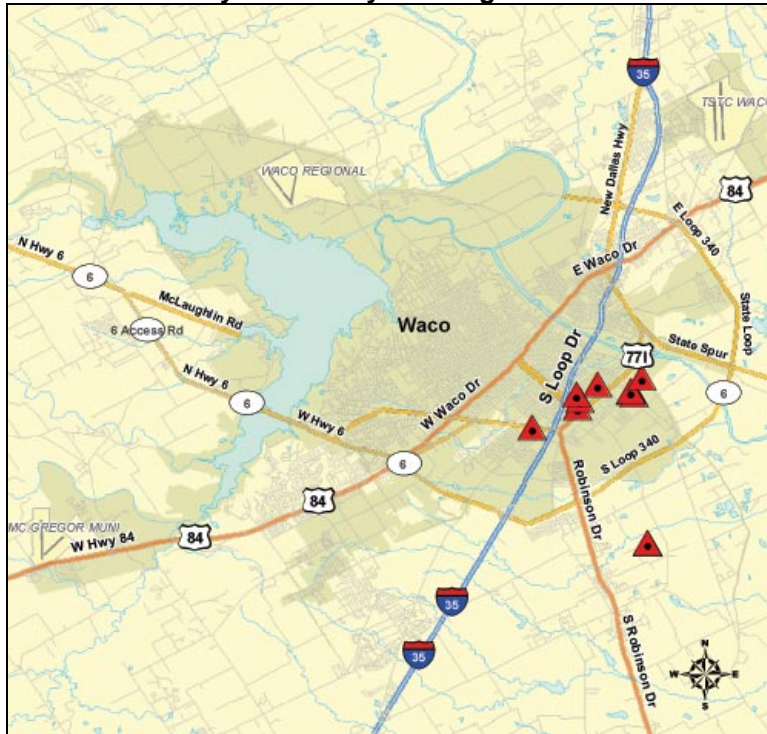 35
TSTC WACO
WACO REGIONAL
New Dallas Hwy
84
E Loop 340
N Hwy 6
6
E Waco Dr
McLaughlin Rd
State Loop
6 Access Rd
Waco
S Loop Dr
State Spur
77I
N Hwy 6
6
W Waco Dr
6
W Hwy 6
6
S Loop 340
84
Robinson Dr
MC GREGOR MUNI
W Hwy 84
84
35
35
S Robinson Dr
N
W
E
S